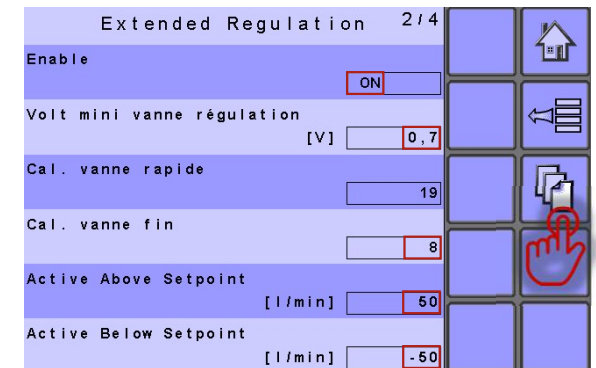 Extended Regulation 2/4
Enable
ON
Volt mini vanne régulation
[V] 0,7
Cal. vanne rapide
19
Cal. vanne fin
8
Active Above Setpoint
[l/min] 50
Active Below Setpoint
[l/min] -50